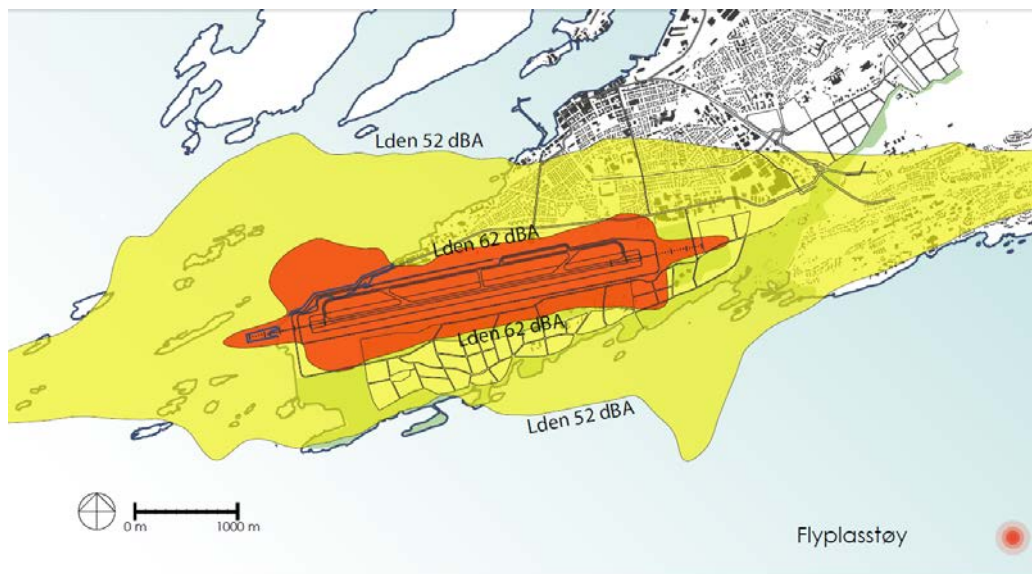 Lden 52 dBA
Lden 62 dBA
Lden 62 dBA
Lden 52 dBA
0 m 1000 m
Flyplasstøy